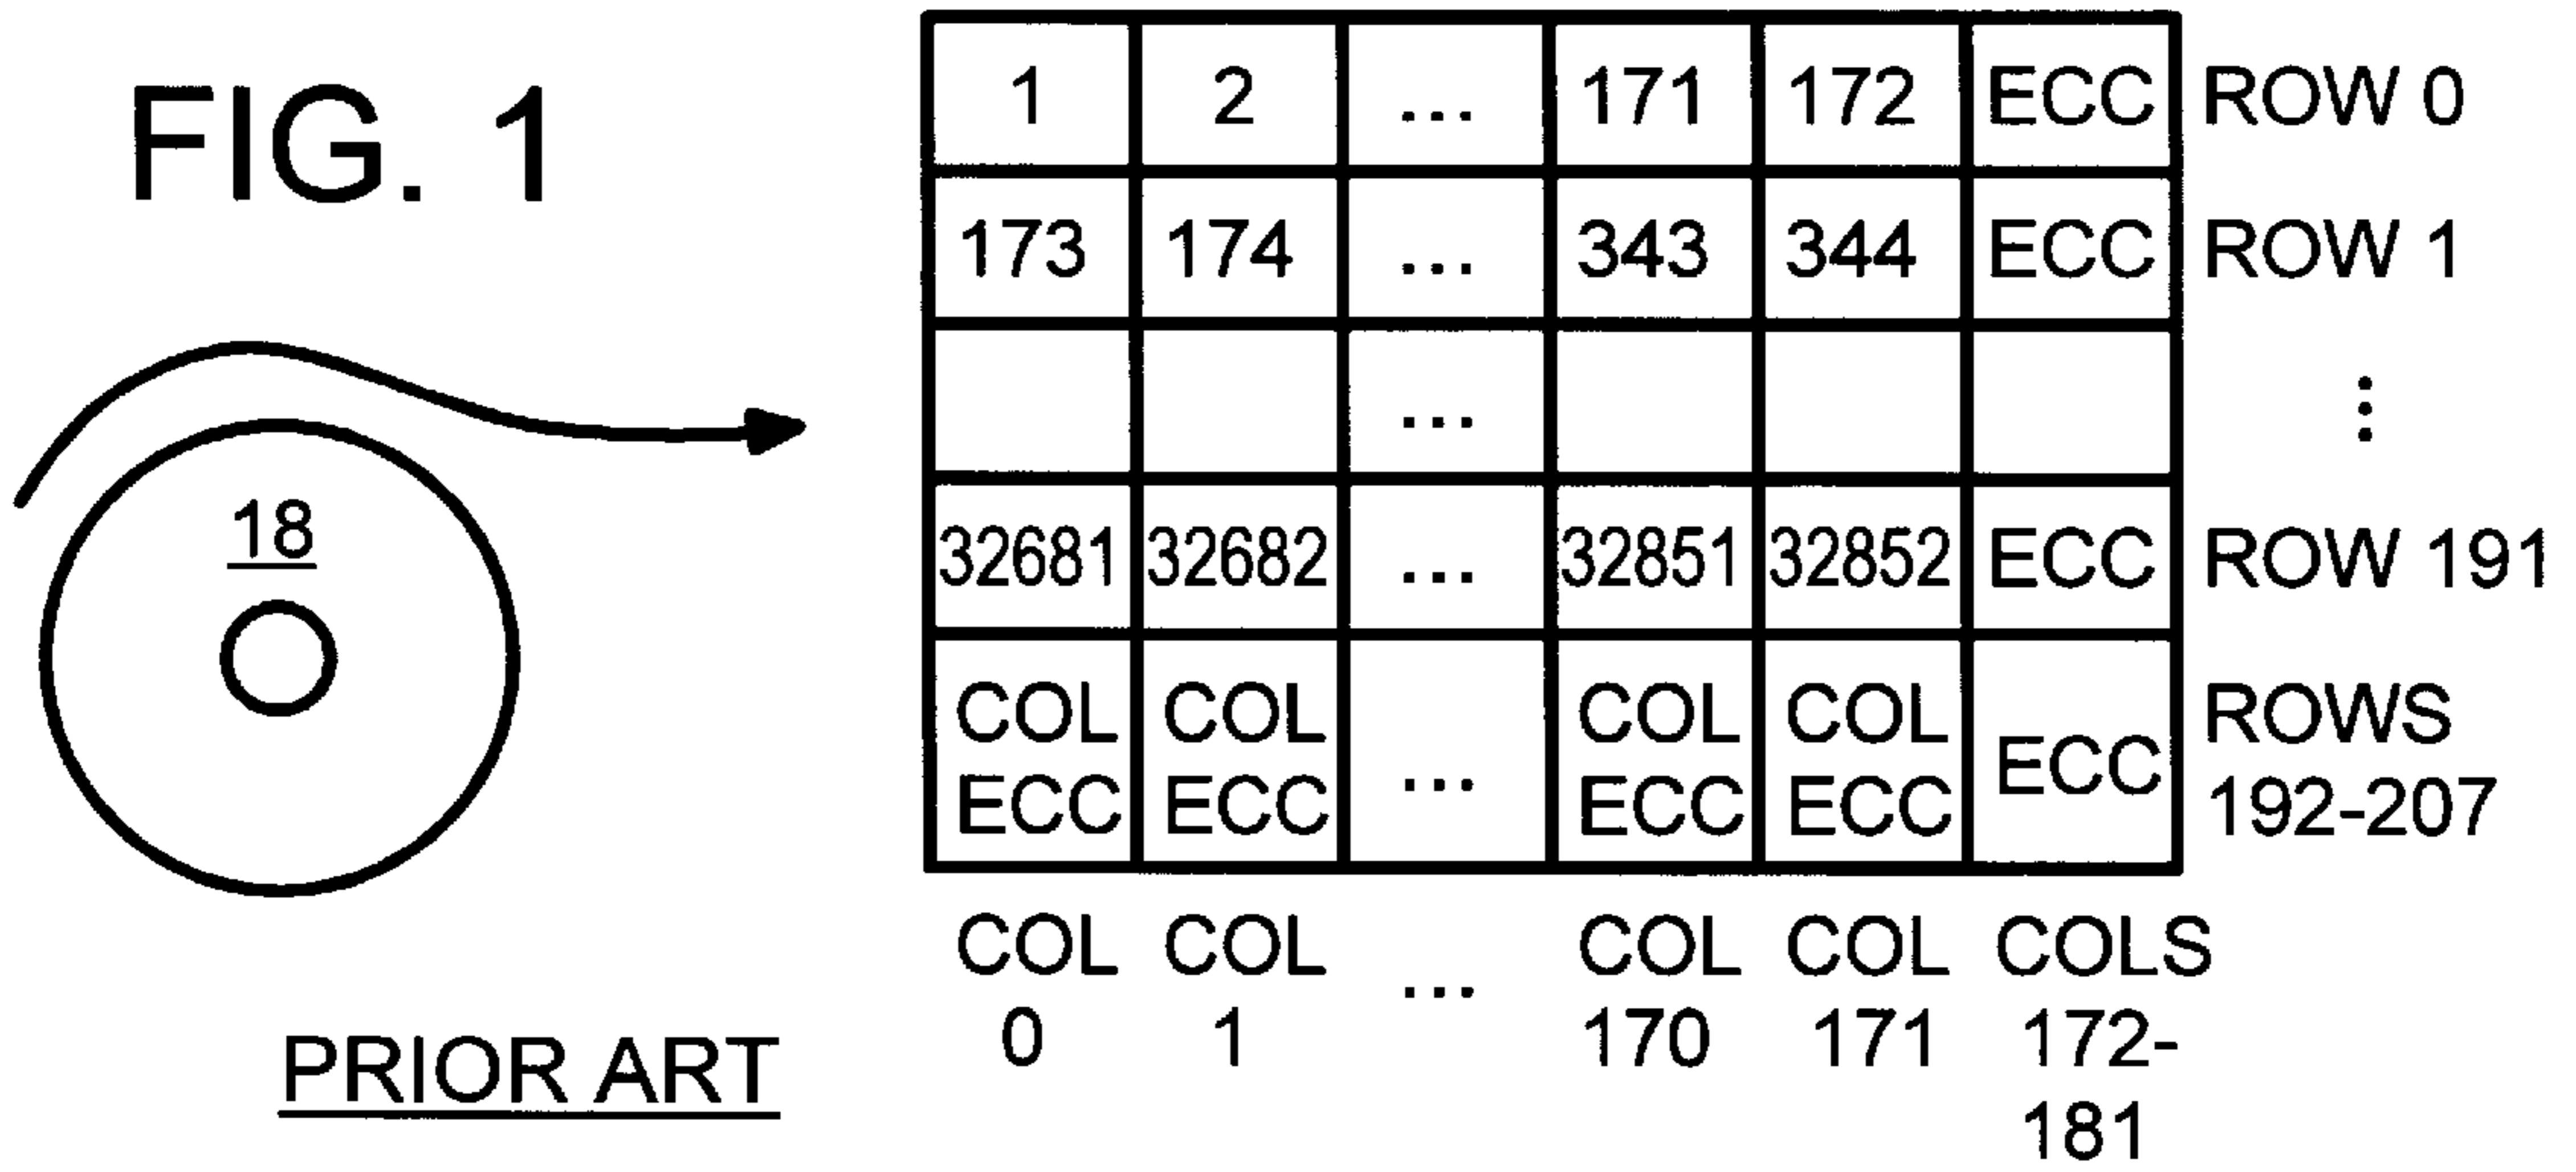 FIG. 1
18
PRIOR ART
1 2 ... 171 172 ECC ROW 0
173 174 ... 343 344 ECC ROW 1
...
32681 32682 ... 32851 32852 ECC ROW 191
COL COL COL COL ROWS
ECC ECC ... ECC ECC ECC 192-207
COL COL ... COL COL COLS
0 1 170 171 172-
181